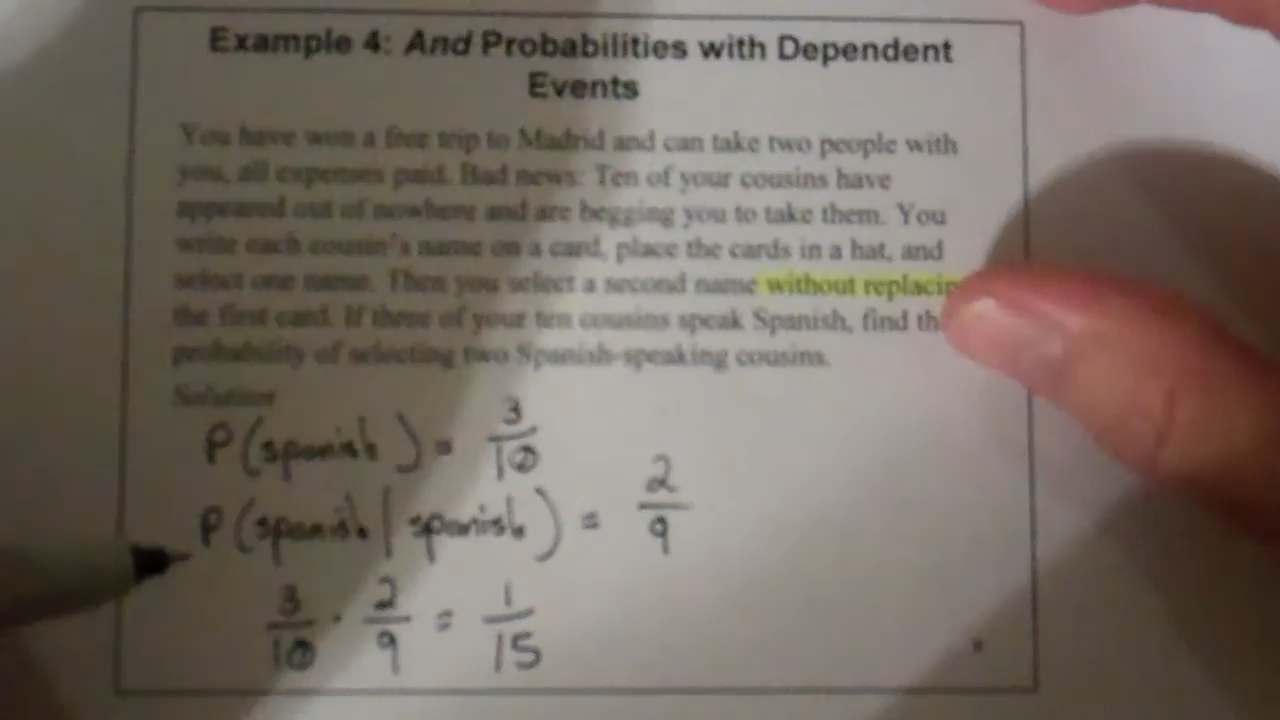 Example 4: And Probabilities with Dependent
Events
You have won a free trip to Madrid and can take two people with
you, all expenses paid. Bad news: Ten of your cousins have
appeared out of nowhere and are begging you to take them. You
write each cousin's name on a card, place the cards in a hat, and
select one name. Then you select a second name without replacin
the first card. If three of your ten cousins speak Spanish, find th
probability of selecting two Spanish-speaking cousins.
Solution
P(spanish) = 3/10
P(spanish | spanish) = 2/9
3/10 · 2/9 = 1/15